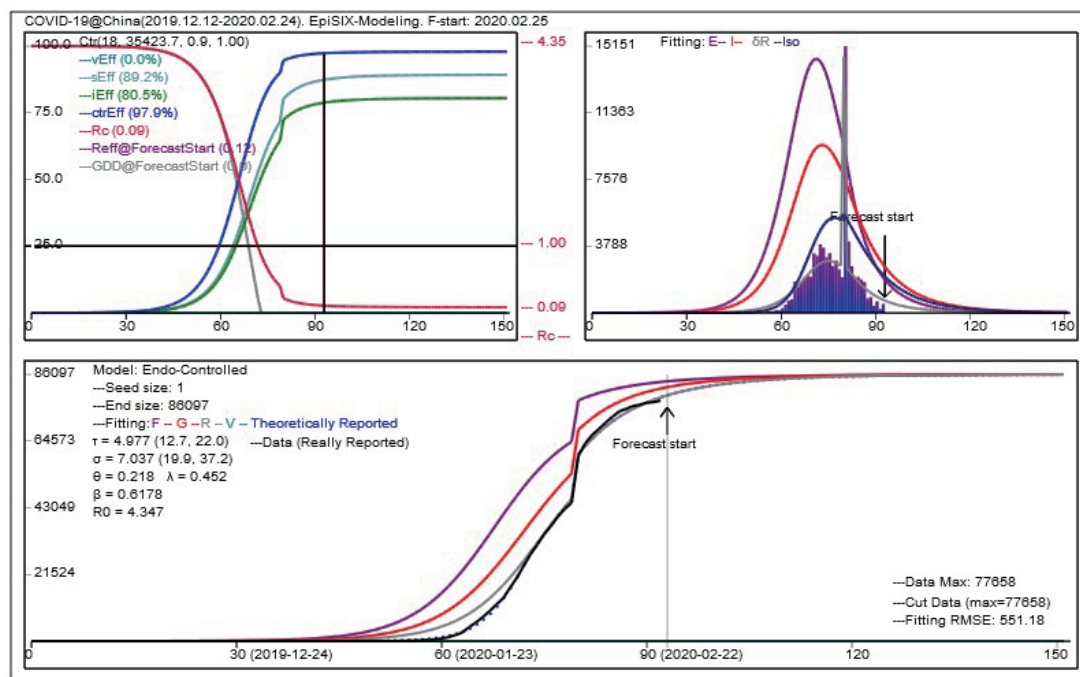 COVID-19@China(2019.12.12-2020.02.24). EpiSIX-Modeling. F-start: 2020.02.25
100.0
Ctr(18, 35423.7, 0.9, 1.00)
---vEff (0.0%)
---sEff (89.2%)
---iEff (80.5%)
---ctrEff (97.9%)
---Rc (0.09)
---Reff@ForecastStart (0.12)
---GDD@ForecastStart (0.0)
75.0
50.0
25.0
--- 4.35
--- 1.00
--- 0.09
--- Rc ---
0 30 60 90 120 150
15151
Fitting: E-- I-- δR --Iso
11363
7576
3788
Forecast start
0 30 60 90 120 150
86097
64573
43049
21524
Model: Endo-Controlled
---Seed size: 1
---End size: 86097
---Fitting: F -- G --R -- V -- Theoretically Reported
τ = 4.977 (12.7, 22.0) ---Data (Really Reported)
σ = 7.037 (19.9, 37.2)
θ = 0.218 λ = 0.452
β = 0.6178
R0 = 4.347
Forecast start
---Data Max: 77658
---Cut Data (max=77658)
---Fitting RMSE: 551.18
0 30 (2019-12-24) 60 (2020-01-23) 90 (2020-02-22) 120 150